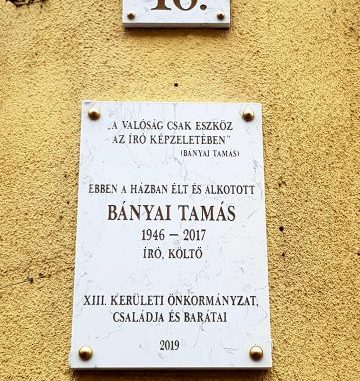 16.
„A VALÓSÁG CSAK ESZKÖZ
AZ ÍRÓ KÉPZELETÉBEN"
(BÁNYAI TAMÁS)
EBBEN A HÁZBAN ÉLT ÉS ALKOTOTT
BÁNYAI TAMÁS
1946 – 2017
ÍRÓ, KÖLTŐ
XIII. KERÜLETI ÖNKORMÁNYZAT,
CSALÁDJA ÉS BARÁTAI
2019